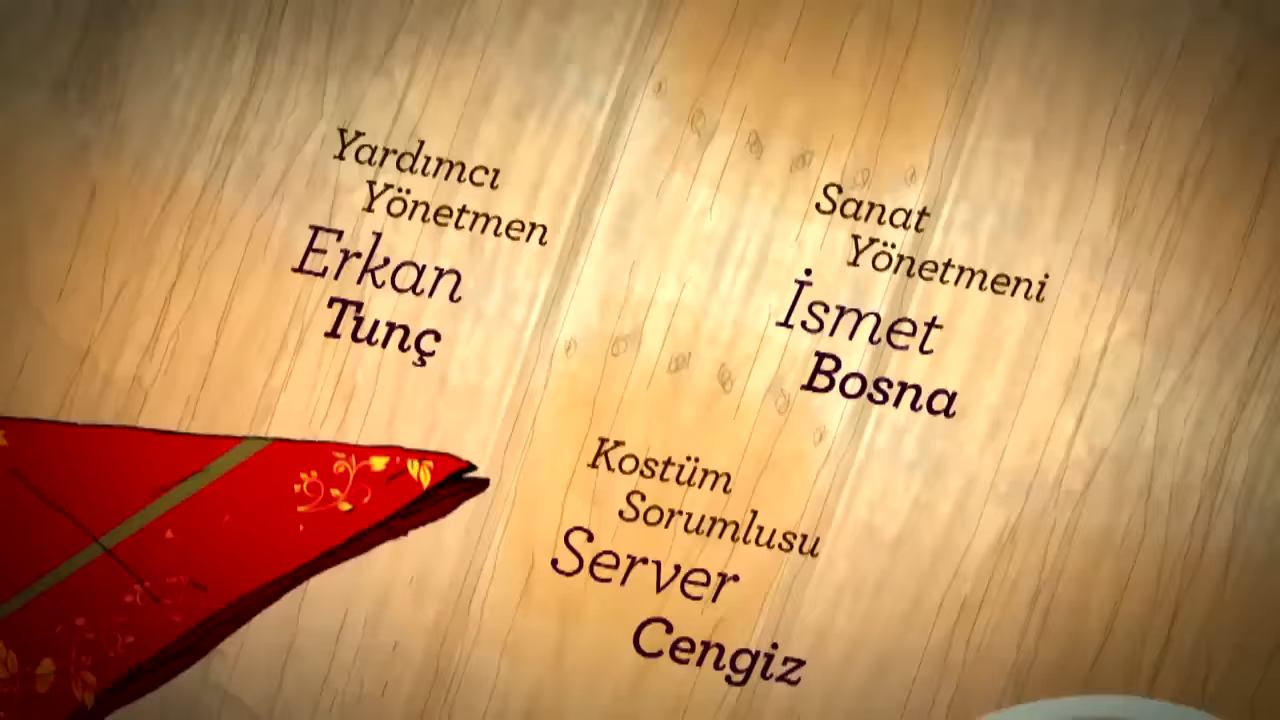 Yardımcı
Yönetmen
Erkan
Tunç
Sanat
Yönetmeni
İsmet
Bosna
Kostüm
Sorumlusu
Server
Cengiz